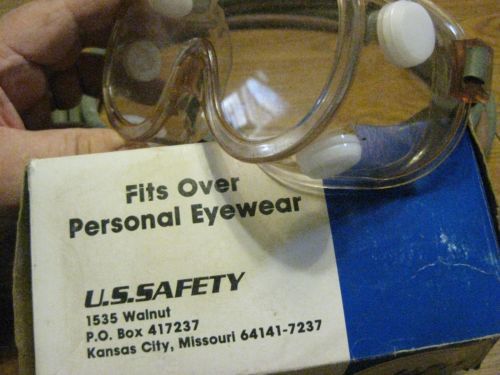 Fits Over
Personal Eyewear
U.S.SAFETY
1535 Walnut
P.O. Box 417237
Kansas City, Missouri 64141-7237